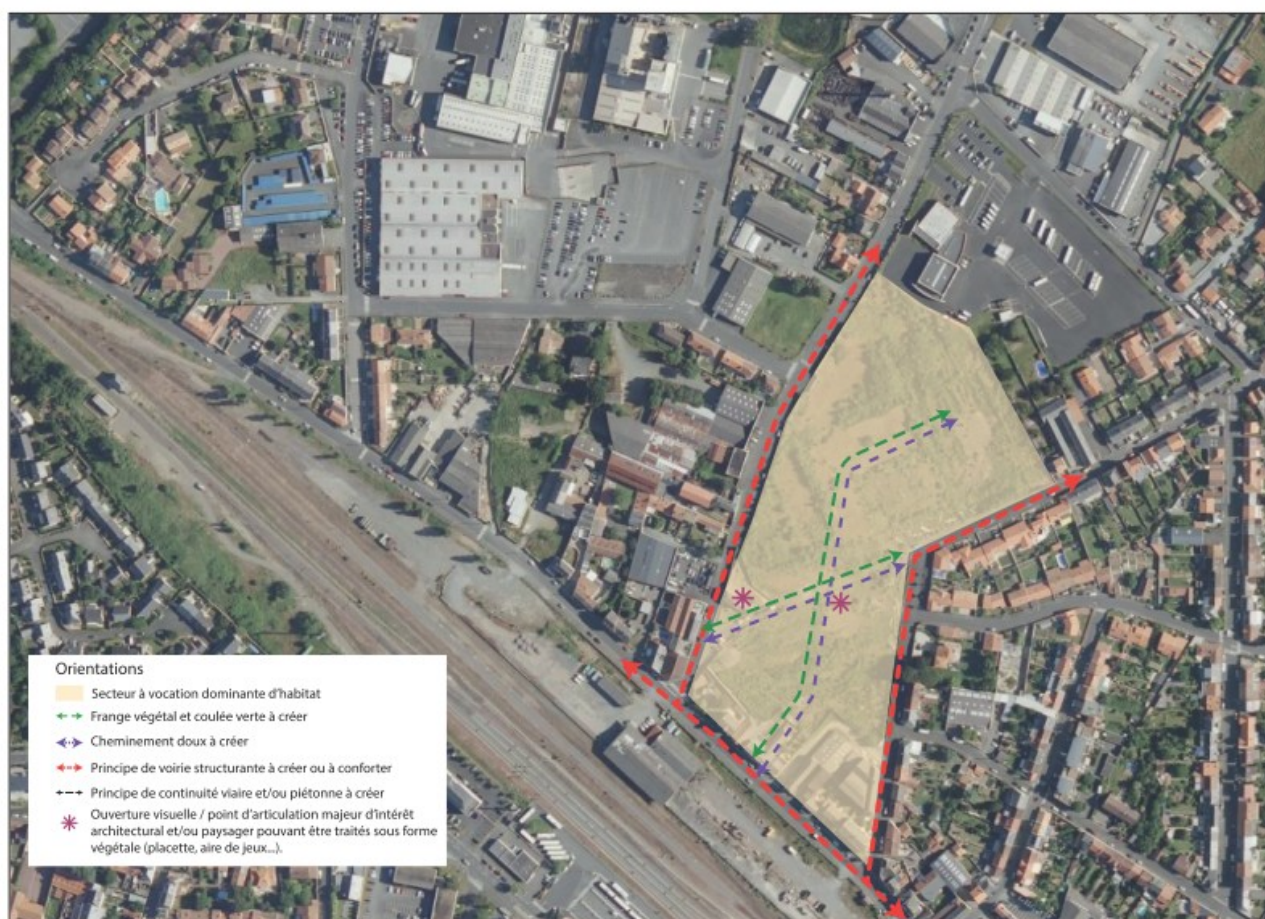 Orientations
Secteur à vocation dominante d'habitat
Frange végétal et coulée verte à créer
Cheminement doux à créer
Principe de voirie structurante à créer ou à conforter
Principe de continuité viaire et/ou piétonne à créer
Ouverture visuelle / point d'articulation majeur d'intérêt
architectural et/ou paysager pouvant être traités sous forme
végétale (placette, aire de jeux...).